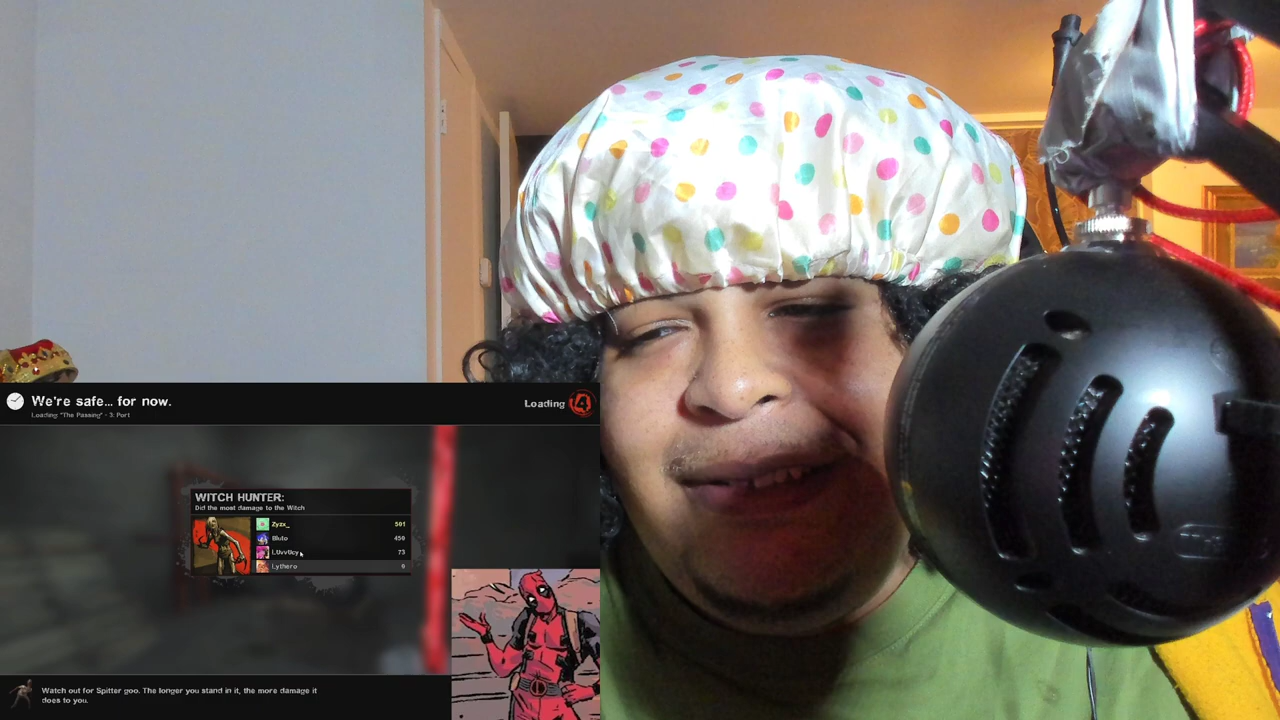 We're safe... for now.
Loading "The Passing" - 3: Port
Loading
WITCH HUNTER:
Did the most damage to the Witch
Zyzx_ 501
Blulo 450
73
Lythero 0
Watch out for Spitter goo. The longer you stand in it, the more damage it
does to you.